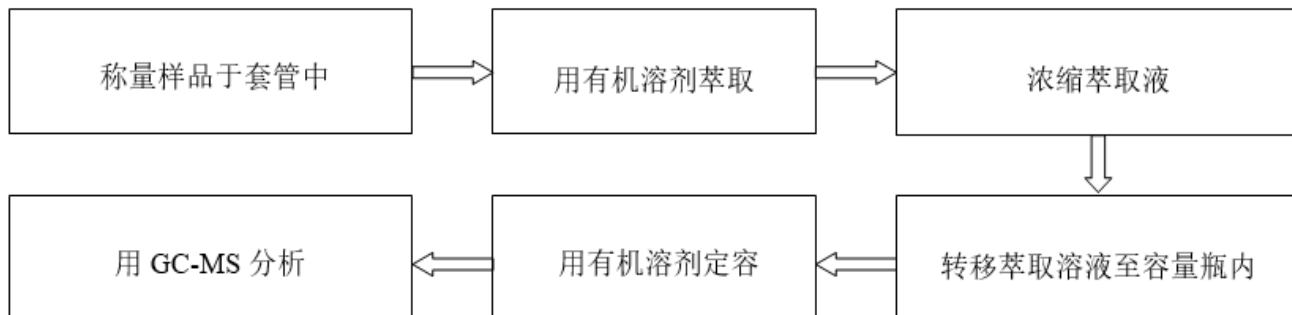 称量样品于套管中
用有机溶剂萃取
浓缩萃取液
转移萃取溶液至容量瓶内
用有机溶剂定容
用 GC-MS 分析